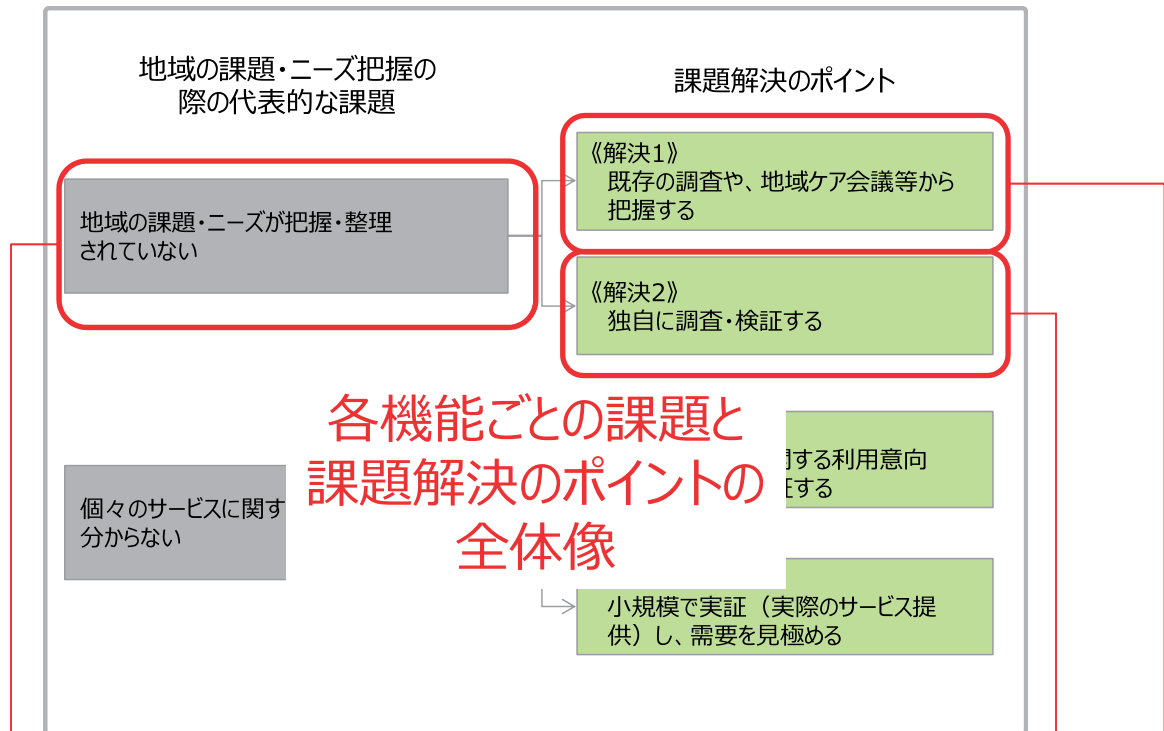 地域の課題・ニーズ把握の
際の代表的な課題
課題解決のポイント
地域の課題・ニーズが把握・整理
されていない
《解決1》
既存の調査や、地域ケア会議等から
把握する
《解決2》
独自に調査・検証する
各機能ごとの課題と
課題解決のポイントの
全体像
個々のサービスに関す
分からない
する利用意向
する
小規模で実証（実際のサービス提
供）し、需要を見極める